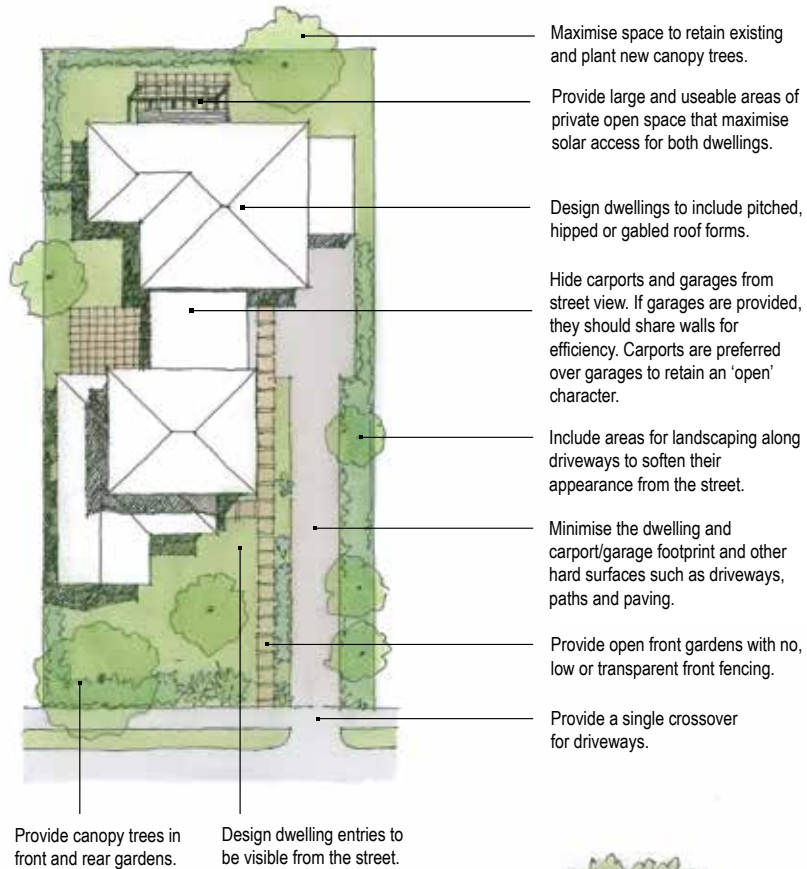 Maximise space to retain existing
and plant new canopy trees.
Provide large and useable areas of
private open space that maximise
solar access for both dwellings.
Design dwellings to include pitched,
hipped or gabled roof forms.
Hide carports and garages from
street view. If garages are provided,
they should share walls for
efficiency. Carports are preferred
over garages to retain an ‘open’
character.
Include areas for landscaping along
driveways to soften their
appearance from the street.
Minimise the dwelling and
carport/garage footprint and other
hard surfaces such as driveways,
paths and paving.
Provide open front gardens with no,
low or transparent front fencing.
Provide a single crossover
for driveways.
Provide canopy trees in
front and rear gardens.
Design dwelling entries to
be visible from the street.